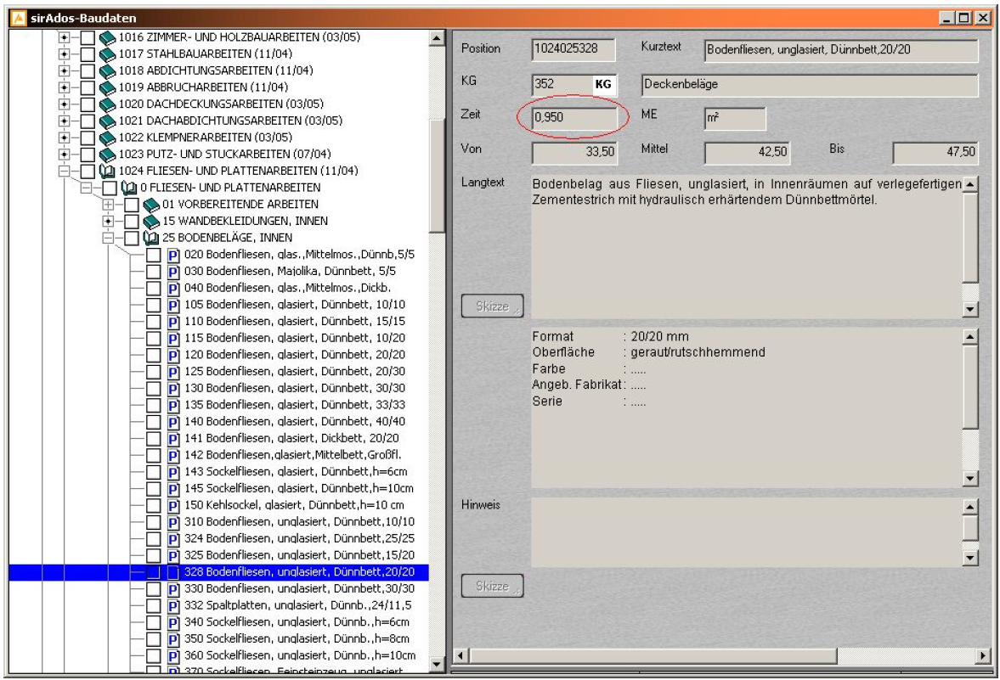 sirAdos-Baudaten
1016 ZIMMER- UND HOLZBAUARBEITEN (03/05)
1017 STAHLBAUARBEITEN (11/04)
1018 ABDICHTUNGSARBEITEN (11/04)
1019 ABBRUCHARBEITEN (11/04)
1020 DACHDECKUNGSARBEITEN (03/05)
1021 DACHABDICHTUNGSARBEITEN (03/05)
1022 KLEMPNERARBEITEN (03/05)
1023 PUTZ- UND STUCKARBEITEN (07/04)
1024 FLIESEN- UND PLATTENARBEITEN (11/04)
0 FLIESEN- UND PLATTENARBEITEN
01 VORBEREITENDE ARBEITEN
15 WANDBEKLEIDUNGEN, INNEN
25 BODENBELÄGE, INNEN
P 020 Bodenfliesen, glas.,Mittelmos.,Dünnb,5/5
P 030 Bodenfliesen, Majolika, Dünnbett, 5/5
P 040 Bodenfliesen, glas.,Mittelmos.,Dickb.
P 105 Bodenfliesen, glasiert, Dünnbett, 10/10
P 110 Bodenfliesen, glasiert, Dünnbett, 15/15
P 115 Bodenfliesen, glasiert, Dünnbett, 10/20
P 120 Bodenfliesen, glasiert, Dünnbett, 20/20
P 125 Bodenfliesen, glasiert, Dünnbett, 20/30
P 130 Bodenfliesen, glasiert, Dünnbett, 30/30
P 135 Bodenfliesen, glasiert, Dünnbett, 33/33
P 140 Bodenfliesen, glasiert, Dünnbett, 40/40
P 141 Bodenfliesen, glasiert, Dickbett, 20/20
P 142 Bodenfliesen,glasiert,Mittelbett,Großfl.
P 143 Sockelfliesen, glasiert, Dünnbett,h=6cm
P 145 Sockelfliesen, glasiert, Dünnbett,h=10cm
P 150 Kehlsockel, glasiert, Dünnbett,h=10 cm
P 310 Bodenfliesen, unglasiert, Dünnbett,10/10
P 324 Bodenfliesen, unglasiert, Dünnbett,25/25
P 325 Bodenfliesen, unglasiert, Dünnbett,15/20
328 Bodenfliesen, unglasiert, Dünnbett,20/20
P 330 Bodenfliesen, unglasiert, Dünnbett,30/30
P 332 Spaltplatten, unglasiert, Dünnb.,24/11,5
P 340 Sockelfliesen, unglasiert, Dünnb.,h=6cm
P 350 Sockelfliesen, unglasiert, Dünnb.,h=8cm
P 360 Sockelfliesen, unglasiert, Dünnb.,h=10cm
P 370 Sockelfliesen, Feinsteinzeug, unglasiert
Position 1024025328 Kurztext Bodenfliesen, unglasiert, Dünnbett,20/20
KG 352 KG Deckenbeläge
Zeit 0,950 ME m²
Von 33,50 Mittel 42,50 Bis 47,50
Langtext Bodenbelag aus Fliesen, unglasiert, in Innenräumen auf verlegefertigen
Zementestrich mit hydraulisch erhärtendem Dünnbettmörtel.
Skizze
Format : 20/20 mm
Oberfläche : geraut/rutschhemmend
Farbe : .....
Angeb. Fabrikat: .....
Serie : .....
Hinweis
Skizze